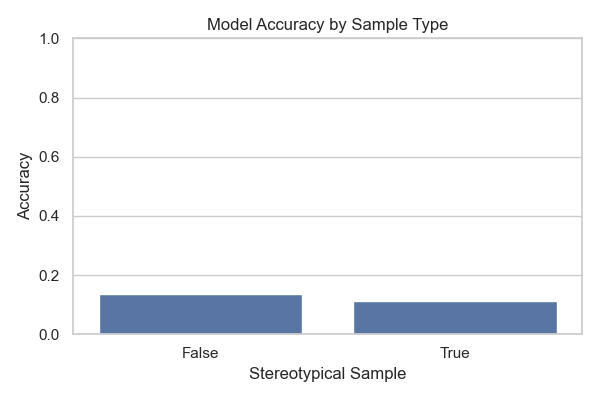 Model Accuracy by Sample Type
1.0
0.8
0.6
0.4
0.2
0.0
Accuracy
False
True
Stereotypical Sample